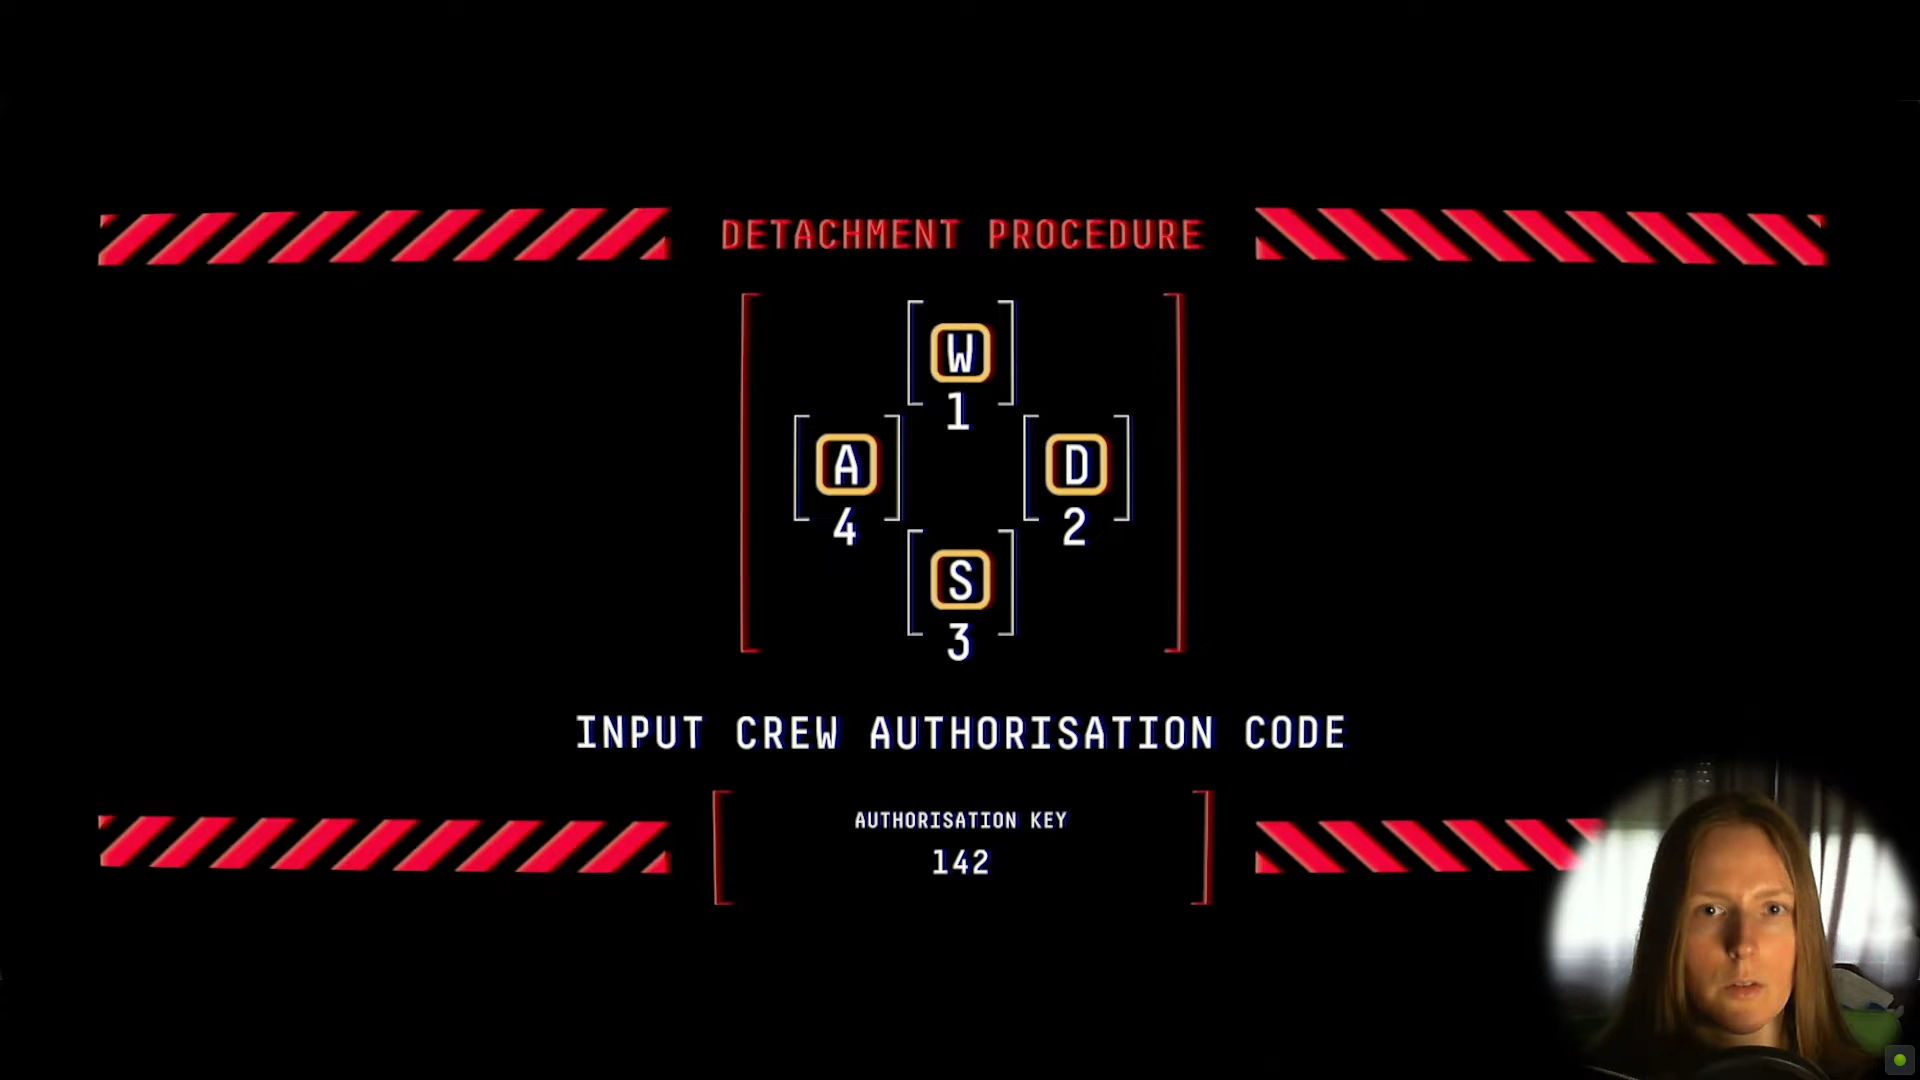 DETACHMENT PROCEDURE
W
1
A
4
D
2
S
3
INPUT CREW AUTHORISATION CODE
AUTHORISATION KEY
142